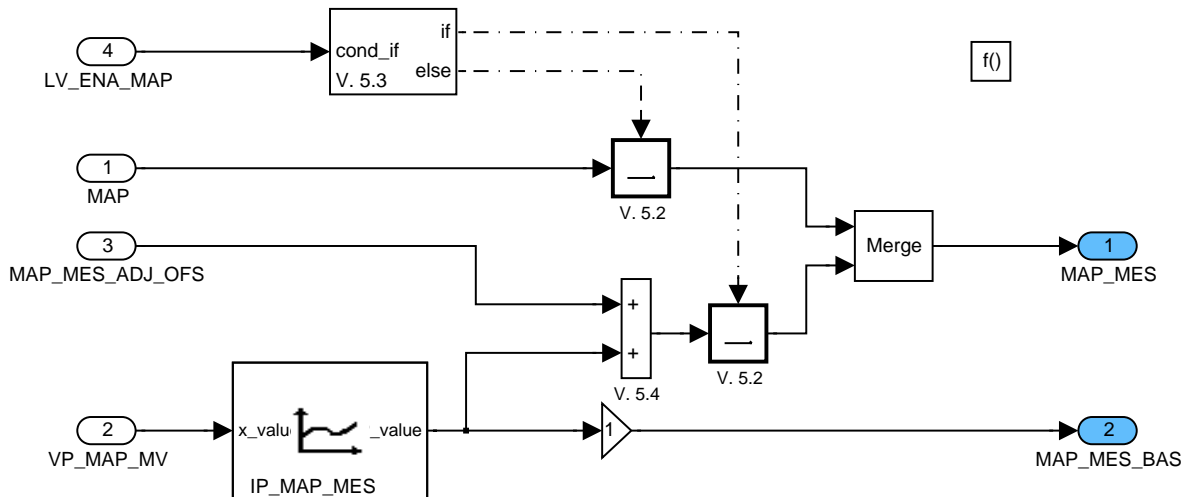 if
4
cond_if
f()
LV_ENA_MAP
V. 5.3
else
1
MAP
V. 5.2
3
Merge
1
MAP_MES_ADJ_OFS
MAP_MES
+
+
V. 5.2
V. 5.4
2
x_valu
_value
1
2
VP_MAP_MV
MAP_MES_BAS
IP_MAP_MES